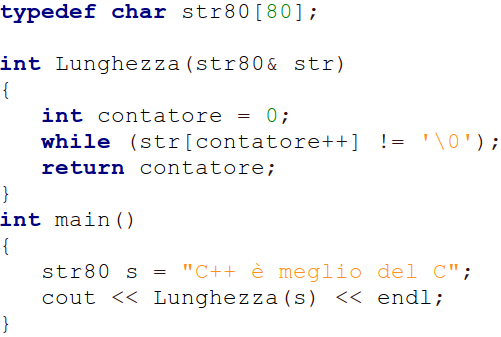 typedef char str80[80];

int Lunghezza(str80& str)
{
   int contatore = 0;
   while (str[contatore++] != '\0');
   return contatore;
}
int main()
{
   str80 s = "C++ è meglio del C";
   cout << Lunghezza(s) << endl;
}